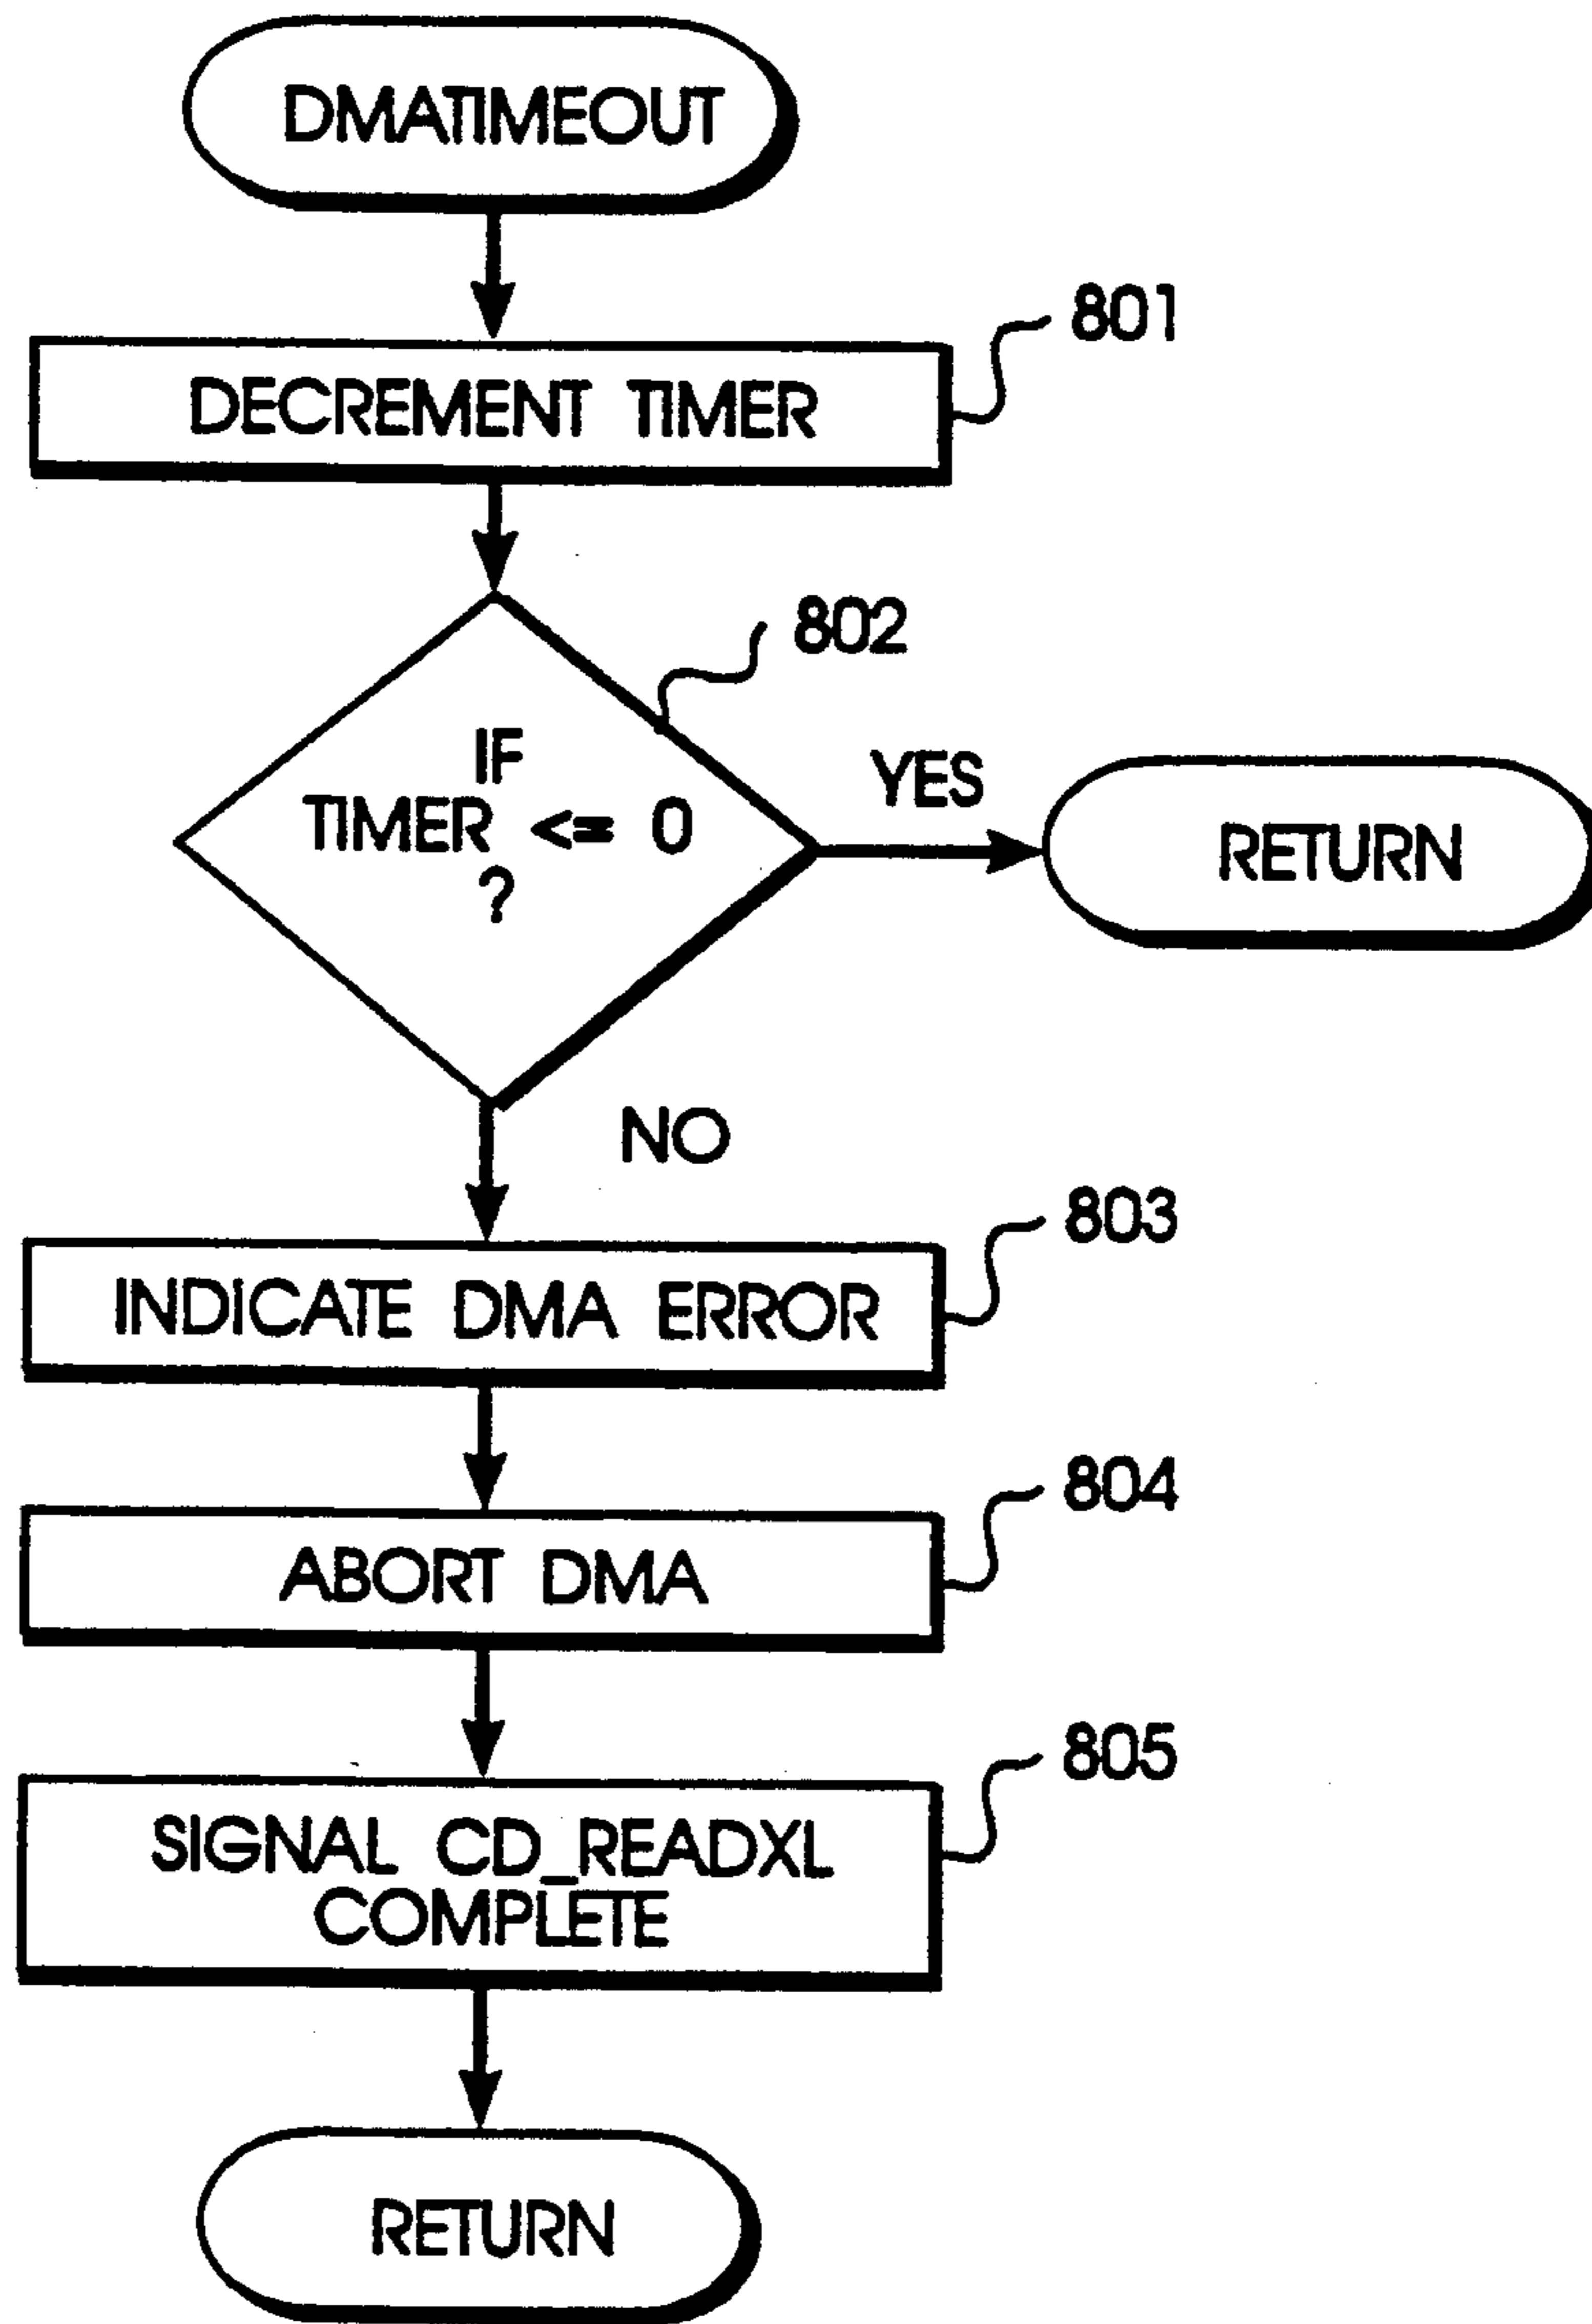 DMATIMEOUT
801
DECREMENT TIMER
802
IF
TIMER <= 0
?
YES
RETURN
NO
803
INDICATE DMA ERROR
804
ABORT DMA
805
SIGNAL CD_READXL
COMPLETE
RETURN